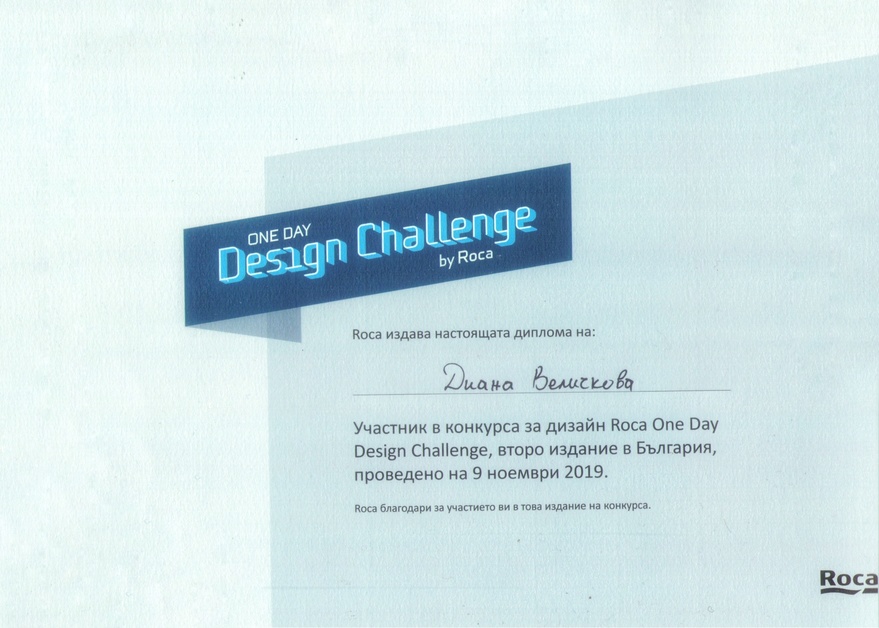 ONE DAY
Design Challenge
by Roca
Roca издава настоящата диплома на:
Диана Величкова
Участник в конкурса за дизайн Roca One Day
Design Challenge, второ издание в България,
проведено на 9 ноември 2019.
Roca благодари за участието ви в това издание на конкурса.
Roca